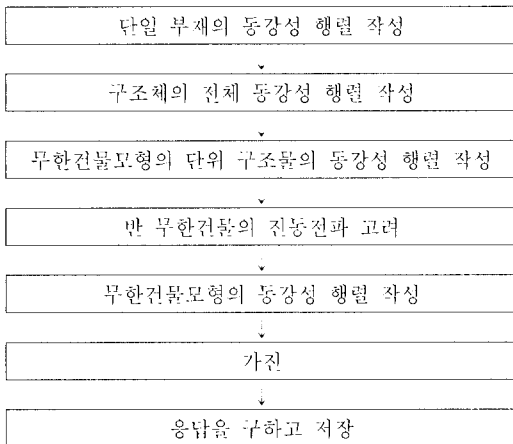 단일 부재의 동강성 행렬 작성
구조체의 전체 동강성 행렬 작성
무한건물모형의 단위 구조물의 동강성 행렬 작성
반 무한건물의 진동전파 고려
무한건물모형의 동강성 행렬 작성
가진
응답을 구하고 저장